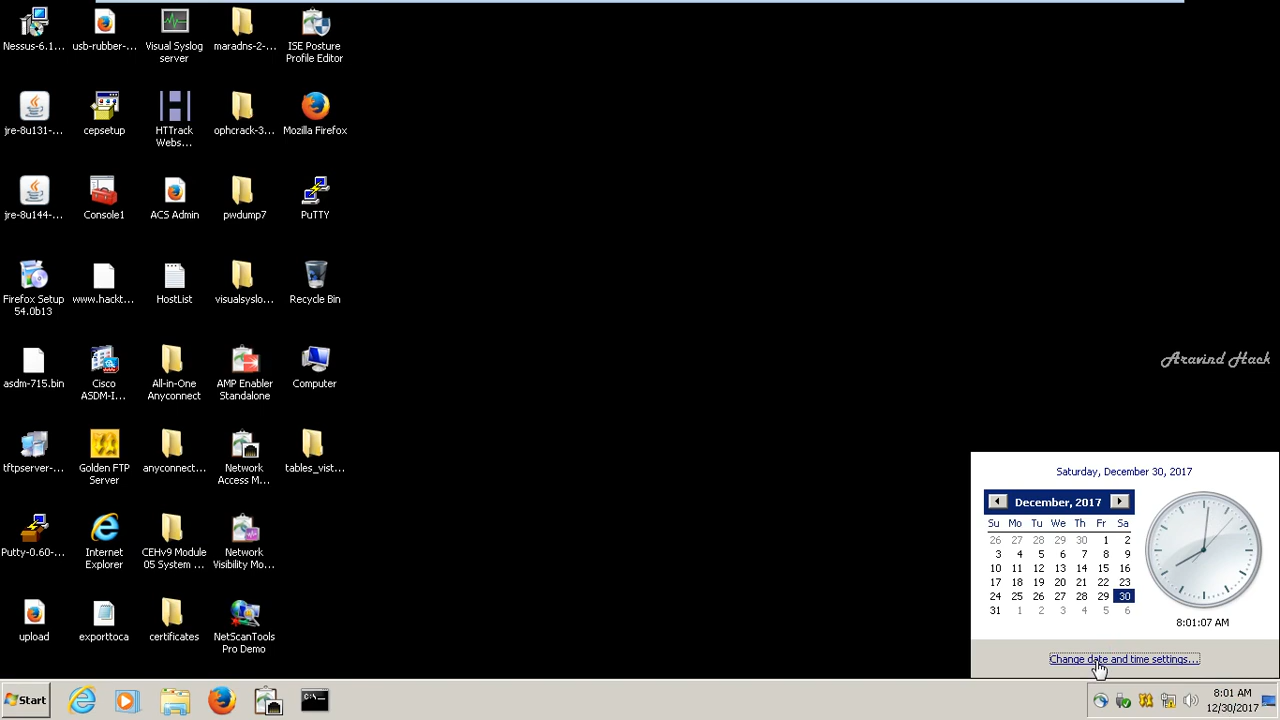 Nessus-6.1...
usb-rubber-...
Visual Syslog
server
maradns-2-...
ISE Posture
Profile Editor
jre-8u131-...
cepsetup
HTTrack
Webs...
ophcrack-3...
Mozilla Firefox
jre-8u144-...
Console1
ACS Admin
pwdump7
PuTTY
Firefox Setup
54.0b13
www.hackt...
HostList
visualsyslo...
Recycle Bin
asdm-715.bin
Cisco
ASDM-I...
All-in-One
Anyconnect
AMP Enabler
Standalone
Computer
tftpserver-...
Golden FTP
Server
anyconnect...
Network
Access M...
tables_vist...
Putty-0.60-...
Internet
Explorer
CEHv9 Module
05 System ...
Network
Visibility Mo...
upload
exporttoca
certificates
NetScanTools
Pro Demo
Aravind Hack
Saturday, December 30, 2017
December, 2017
Su Mo Tu We Th Fr Sa
26 27 28 29 30 1 2
3 4 5 6 7 8 9
10 11 12 13 14 15 16
17 18 19 20 21 22 23
24 25 26 27 28 29 30
31 1 2 3 4 5 6
8:01:07 AM
Change date and time settings...
Start
C:\.
8:01 AM
12/30/2017